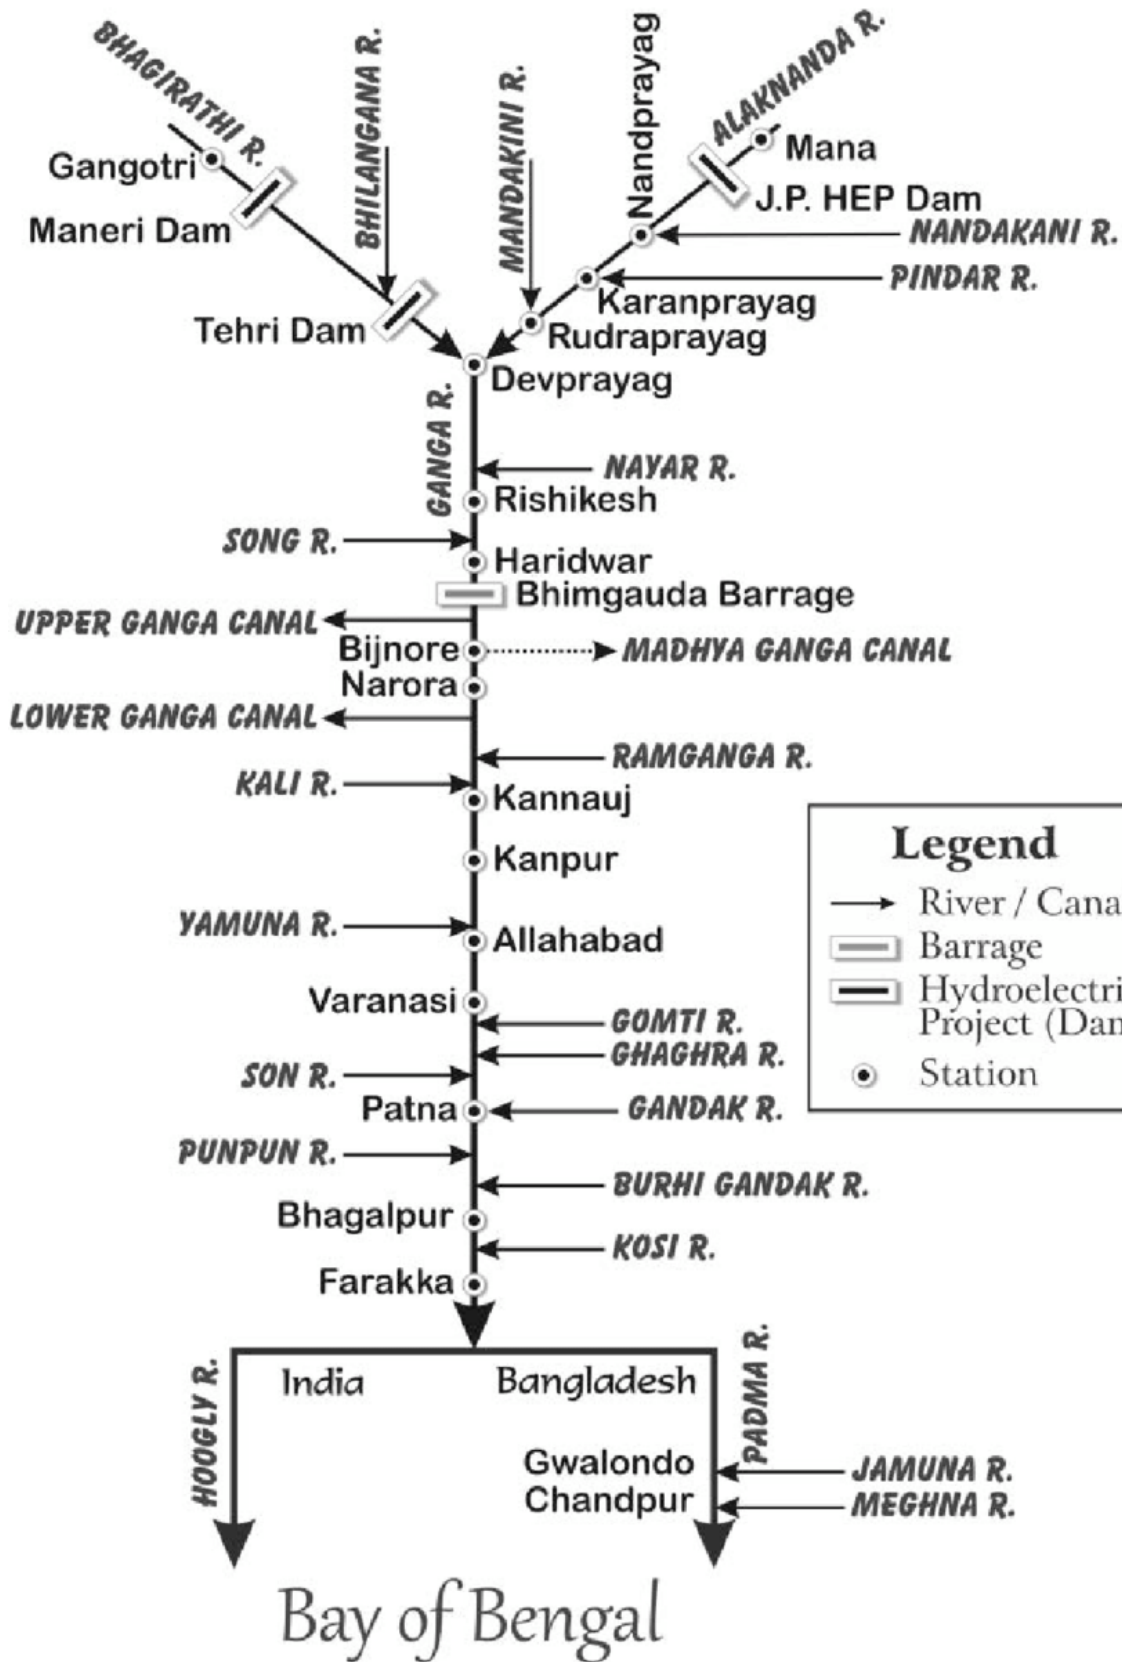 BHAGIRATHI R.
BHILANGANA R.
MANDAKINI R.
Nandprayag
ALAKNANDA R.
Gangotri
Mana
Maneri Dam
J.P. HEP Dam
NANDAKANI R.
PINDAR R.
Karanprayag
Tehri Dam
Rudraprayag
Devprayag
GANGA R.
NAYAR R.
Rishikesh
SONG R.
Haridwar
Bhimgauda Barrage
UPPER GANGA CANAL
Bijnore
MADHYA GANGA CANAL
Narora
LOWER GANGA CANAL
RAMGANGA R.
KALI R.
Kannauj
Kanpur
YAMUNA R.
Allahabad
Varanasi
GOMTI R.
GHAGHRA R.
SON R.
Patna
GANDAK R.
PUNPUN R.
BURHI GANDAK R.
Bhagalpur
KOSI R.
Farakka
Legend
River / Cana
Barrage
Hydroelectri
Project (Dan
Station
HOOGLY R.
India
Bangladesh
PADMA R.
Gwalondo
JAMUNA R.
Chandpur
MEGHNA R.
Bay of Bengal